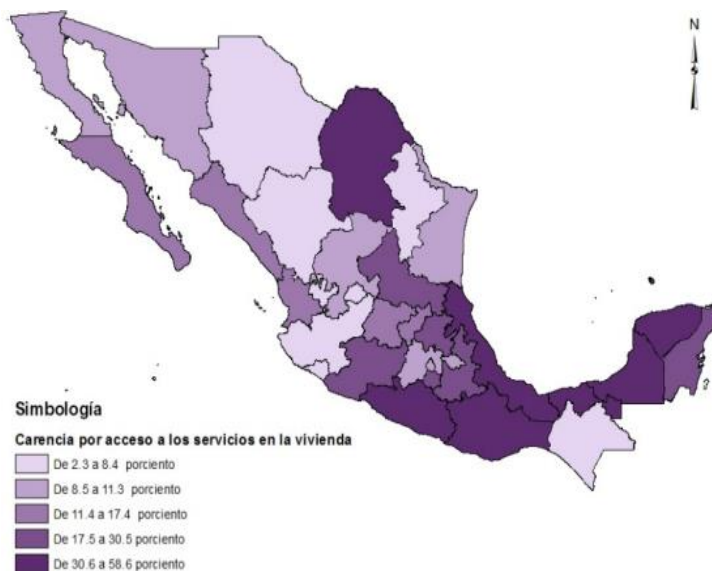 N
Simbología
Carencia por acceso a los servicios en la vivienda
De 2.3 a 8.4 porciento
De 8.5 a 11.3 porciento
De 11.4 a 17.4 porciento
De 17.5 a 30.5 porciento
De 30.6 a 58.6 porciento